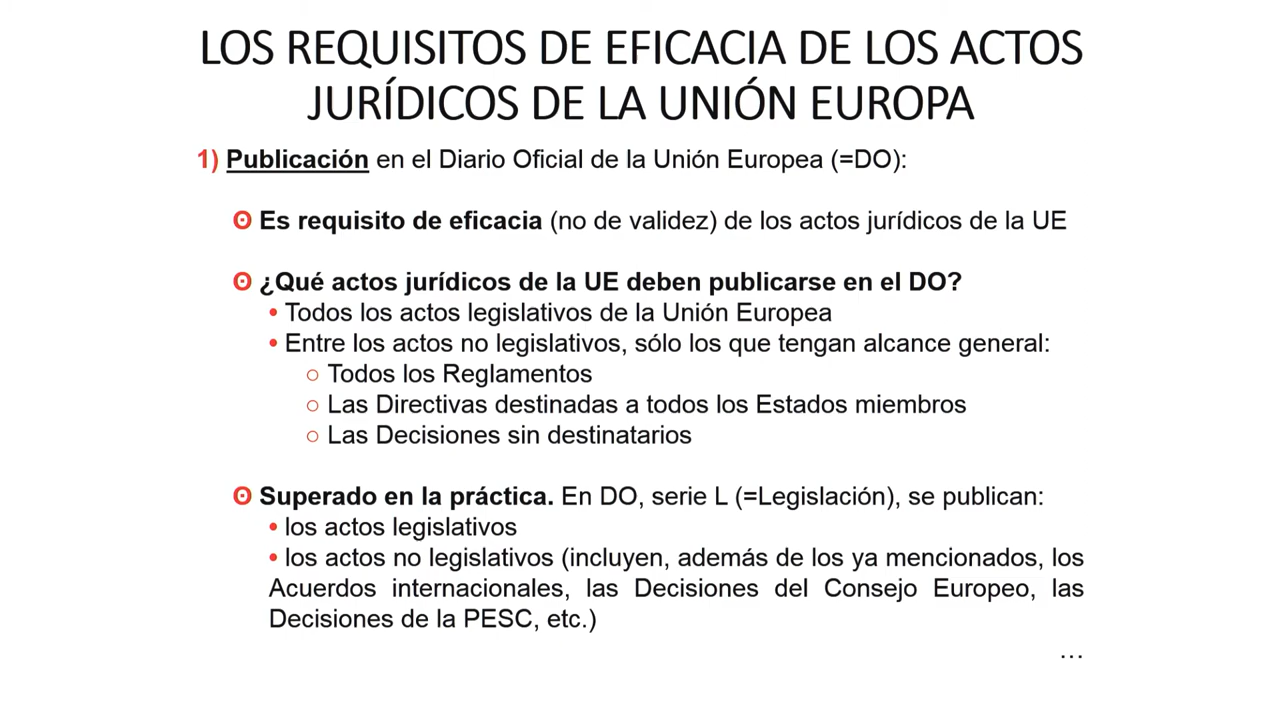 LOS REQUISITOS DE EFICACIA DE LOS ACTOS
JURÍDICOS DE LA UNIÓN EUROPA
1) Publicación en el Diario Oficial de la Unión Europea (=DO):
ʘ Es requisito de eficacia (no de validez) de los actos jurídicos de la UE
ʘ ¿Qué actos jurídicos de la UE deben publicarse en el DO?
• Todos los actos legislativos de la Unión Europea
• Entre los actos no legislativos, sólo los que tengan alcance general:
○ Todos los Reglamentos
○ Las Directivas destinadas a todos los Estados miembros
○ Las Decisiones sin destinatarios
ʘ Superado en la práctica. En DO, serie L (=Legislación), se publican:
• los actos legislativos
• los actos no legislativos (incluyen, además de los ya mencionados, los
Acuerdos internacionales, las Decisiones del Consejo Europeo, las
Decisiones de la PESC, etc.)
…